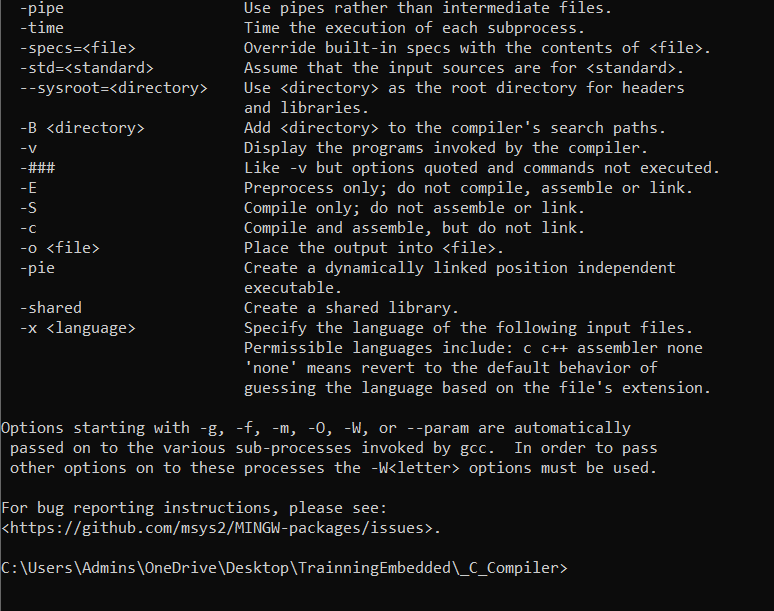 -pipe                    Use pipes rather than intermediate files.
-time                    Time the execution of each subprocess.
-specs=<file>            Override built-in specs with the contents of <file>.
-std=<standard>          Assume that the input sources are for <standard>.
--sysroot=<directory>    Use <directory> as the root directory for headers
                         and libraries.
-B <directory>           Add <directory> to the compiler's search paths.
-v                       Display the programs invoked by the compiler.
-###                     Like -v but options quoted and commands not executed.
-E                       Preprocess only; do not compile, assemble or link.
-S                       Compile only; do not assemble or link.
-c                       Compile and assemble, but do not link.
-o <file>                Place the output into <file>.
-pie                     Create a dynamically linked position independent
                         executable.
-shared                  Create a shared library.
-x <language>            Specify the language of the following input files.
                         Permissible languages include: c c++ assembler none
                         'none' means revert to the default behavior of
                         guessing the language based on the file's extension.

Options starting with -g, -f, -m, -O, -W, or --param are automatically
 passed on to the various sub-processes invoked by gcc.  In order to pass
 other options on to these processes the -W<letter> options must be used.

For bug reporting instructions, please see:
<https://github.com/msys2/MINGW-packages/issues>.

C:\Users\Admins\OneDrive\Desktop\TrainningEmbedded\_C_Compiler>